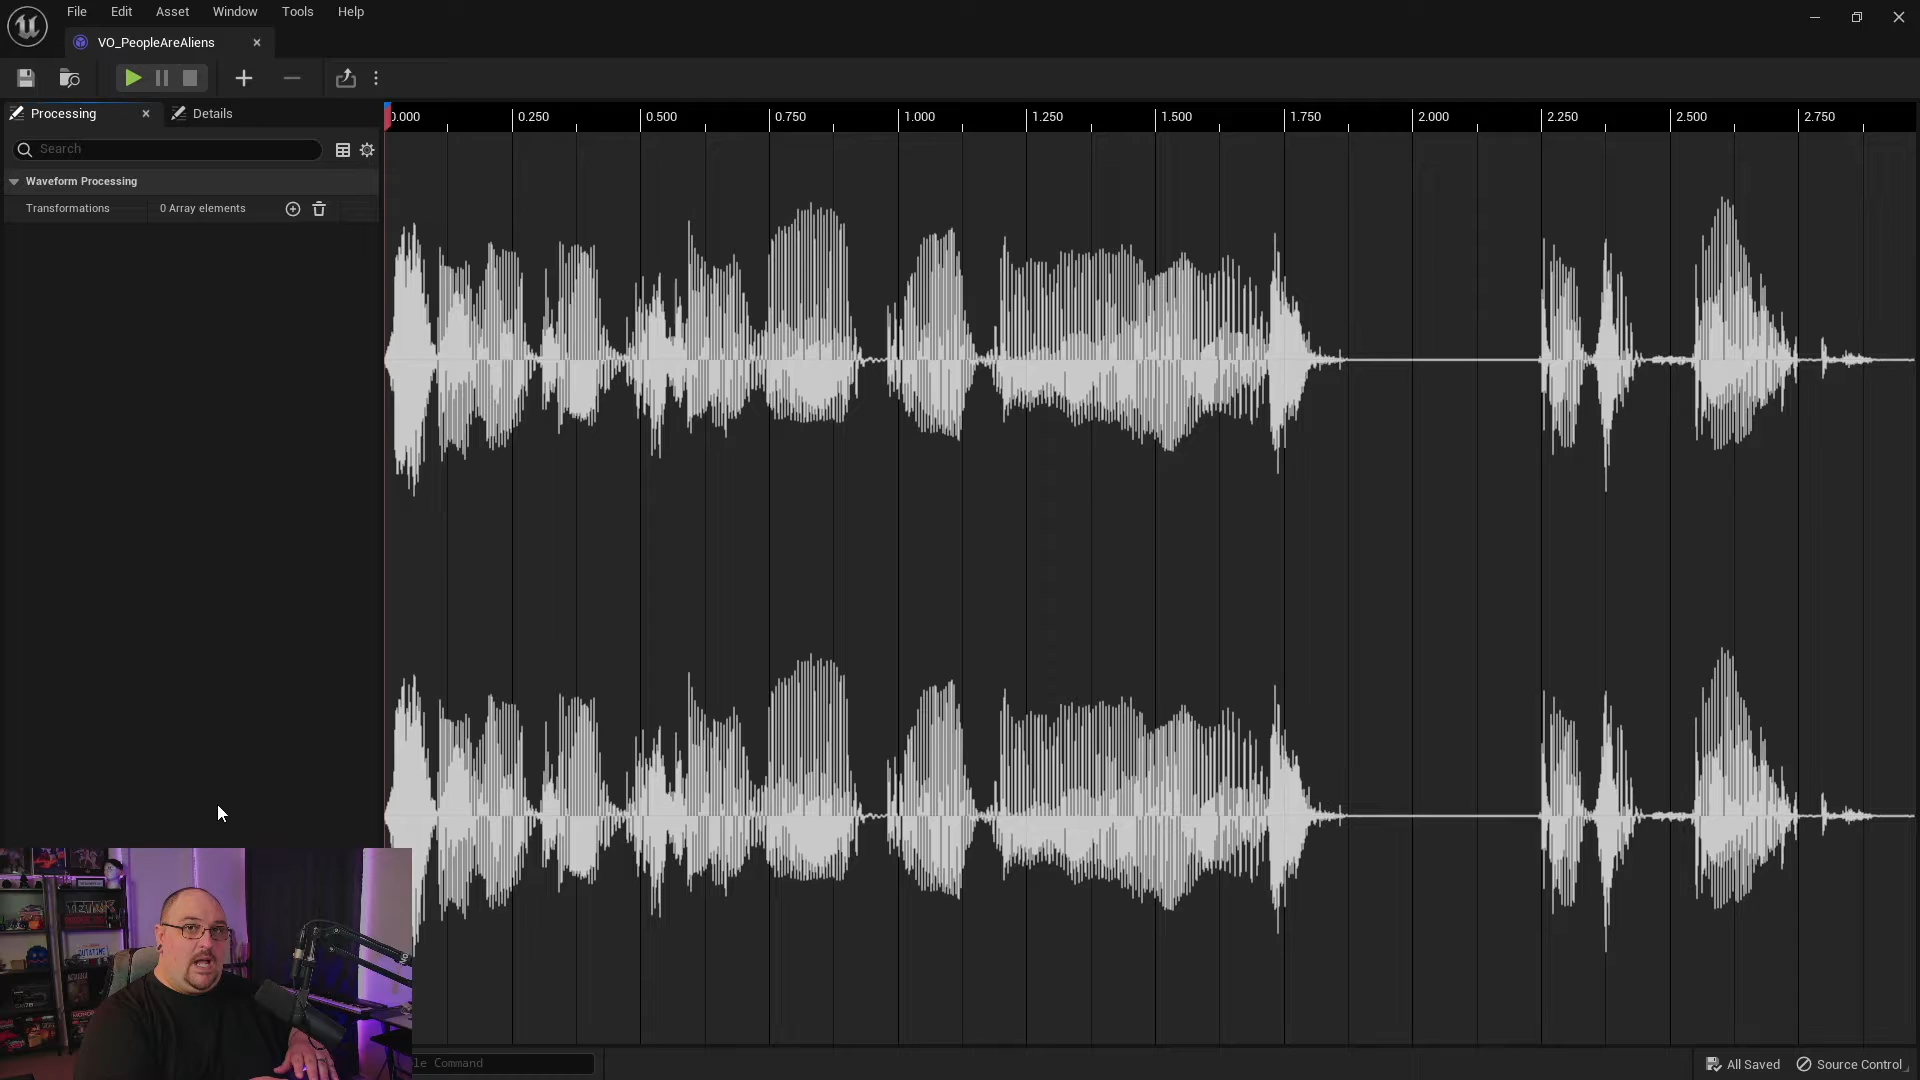 File Edit Asset Window Tools Help
VO_PeopleAreAliens
Processing
Details
0.000 0.250 0.500 0.750 1.000 1.250 1.500 1.750 2.000 2.250 2.500 2.750
Search
Waveform Processing
Transformations 0 Array elements
le Command
All Saved Source Control